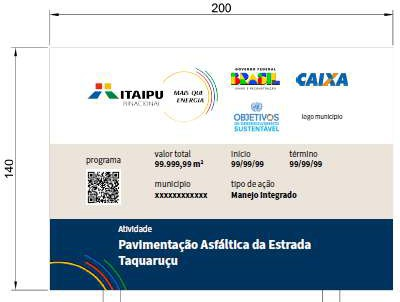 200
140
ITAIPU
BINACIONAL
MAIS QUE
ENERGIA
GOVERNO FEDERAL
BRASIL
UNIÃO E RECONSTRUÇÃO
CAIXA
OBJETIVOS
DE DESENVOLVIMENTO
SUSTENTÁVEL
logo município
programa
valor total
99.999,99 m²
início
99/99/99
término
99/99/99
município
xxxxxxxxxxxx
tipo de ação
Manejo Integrado
Atividade
Pavimentação Asfáltica da Estrada
Taquaruçu